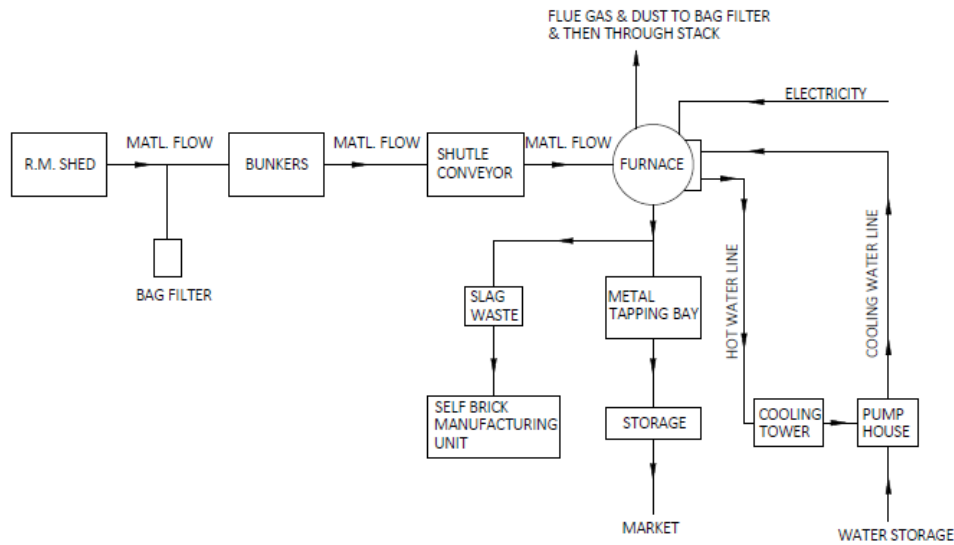 FLUE GAS & DUST TO BAG FILTER
& THEN THROUGH STACK
ELECTRICITY
MATL. FLOW
MATL. FLOW
MATL. FLOW
R.M. SHED
BUNKERS
SHUTLE
CONVEYOR
FURNACE
BAG FILTER
SLAG
WASTE
METAL
TAPPING BAY
HOT WATER LINE
COOLING WATER LINE
SELF BRICK
MANUFACTURING
UNIT
STORAGE
COOLING
TOWER
PUMP
HOUSE
MARKET
WATER STORAGE